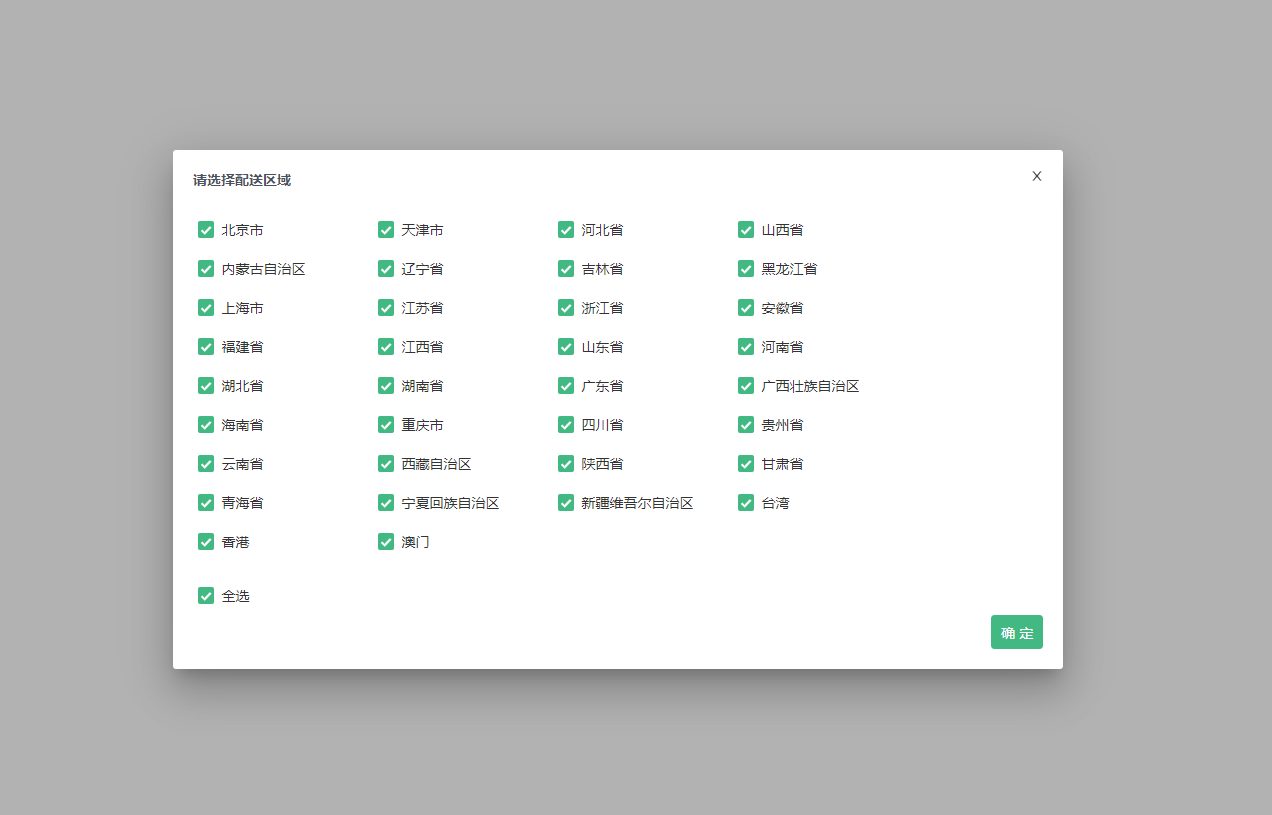 请选择配送区域 X
北京市 天津市 河北省 山西省
内蒙古自治区 辽宁省 吉林省 黑龙江省
上海市 江苏省 浙江省 安徽省
福建省 江西省 山东省 河南省
湖北省 湖南省 广东省 广西壮族自治区
海南省 重庆市 四川省 贵州省
云南省 西藏自治区 陕西省 甘肃省
青海省 宁夏回族自治区 新疆维吾尔自治区 台湾
香港 澳门
全选
确 定